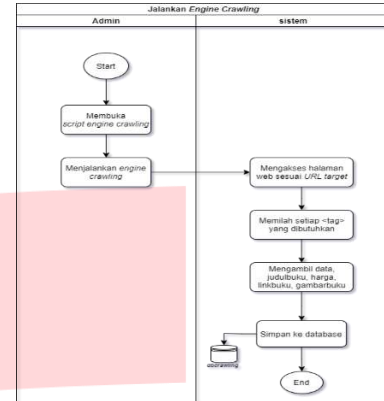 Jalankan Engine Crawling
Admin
sistem
Start
Membuka
script engine crawling
Menjalankan engine
crawling
Mengakses halaman
web sesuai URL target
Memilah setiap <tag>
yang dibutuhkan
Mengambil data,
judulbuku, harga,
linkbuku, gambarbuku
Simpan ke database
End